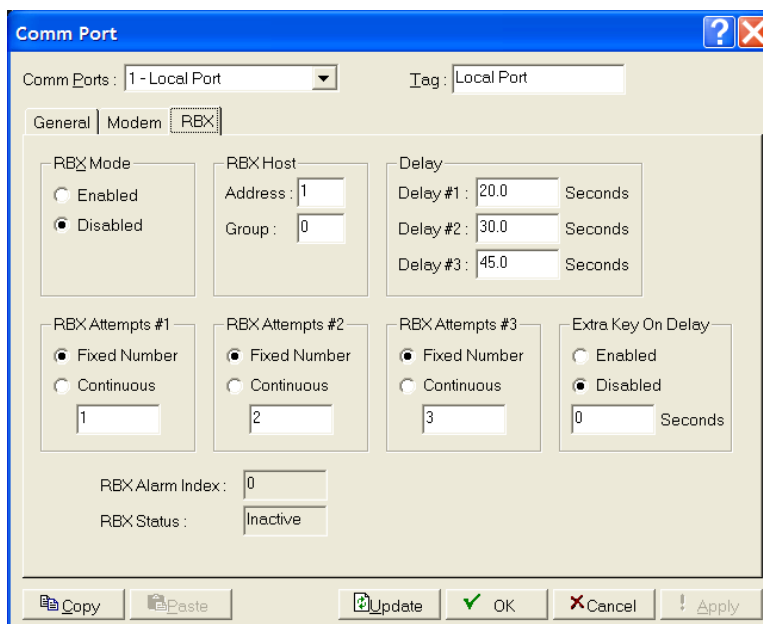 Comm Port
Comm Ports : 1 - Local Port Tag : Local Port
General Modem RBX
RBX Mode RBX Host Delay
Enabled Address : 1 Delay #1 : 20.0 Seconds
Disabled Group : 0 Delay #2 : 30.0 Seconds
Delay #3 : 45.0 Seconds
RBX Attempts #1 RBX Attempts #2 RBX Attempts #3 Extra Key On Delay
Fixed Number Fixed Number Fixed Number Enabled
Continuous Continuous Continuous Disabled
1 2 3 0 Seconds
RBX Alarm Index : 0
RBX Status : Inactive
Copy Paste Update OK Cancel Apply